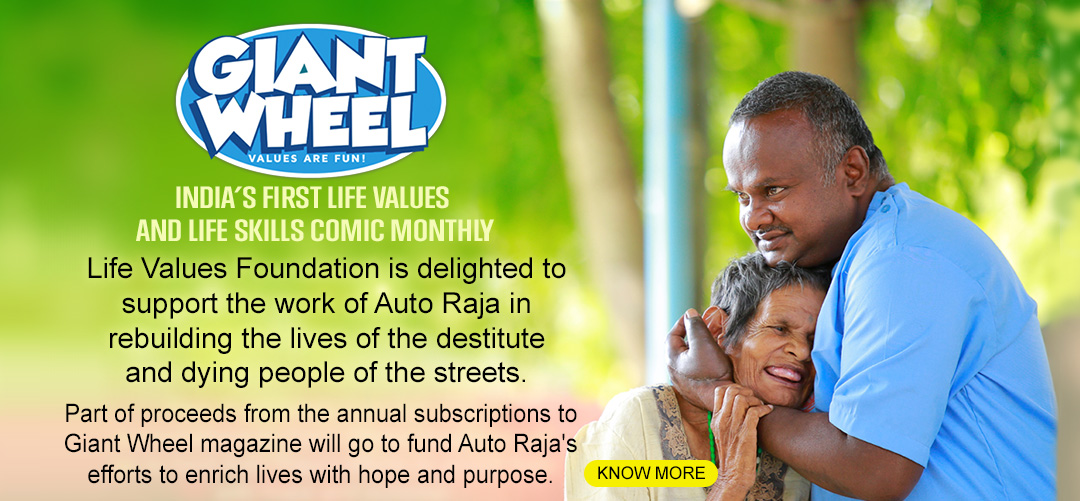 GIANT
WHEEL
VALUES ARE FUN!
INDIA´S FIRST LIFE VALUES
AND LIFE SKILLS COMIC MONTHLY
Life Values Foundation is delighted to
support the work of Auto Raja in
rebuilding the lives of the destitute
and dying people of the streets.
Part of proceeds from the annual subscriptions to
Giant Wheel magazine will go to fund Auto Raja's
efforts to enrich lives with hope and purpose.
KNOW MORE